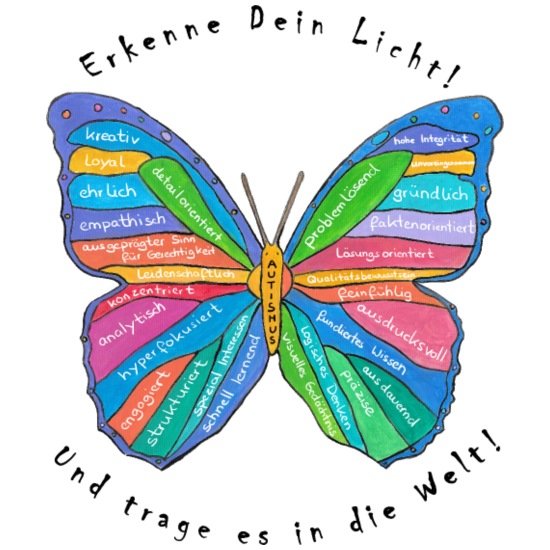 Erkenne Dein Licht!
kreativ
Loyal
ehrlich
empathisch
ausgeprägter Sinn
für Gerechtigkeit
leidenschaftlich
konzentriert
analytisch
hyperfokusiert
engagiert
strukturiert
spezial Interessen
schnell lernend
detailorientiert
AUTISMUS
problemlösend
hohe Integrität
unvoreingenommen
gründlich
faktenorientiert
Lösungsorientiert
Qualitätsbewusstsein
feinfühlig
ausdrucksvoll
fundiertes Wissen
ausdauernd
präzise
logisches Denken
visuelles Gedächtnis
Und trage es in die Welt!